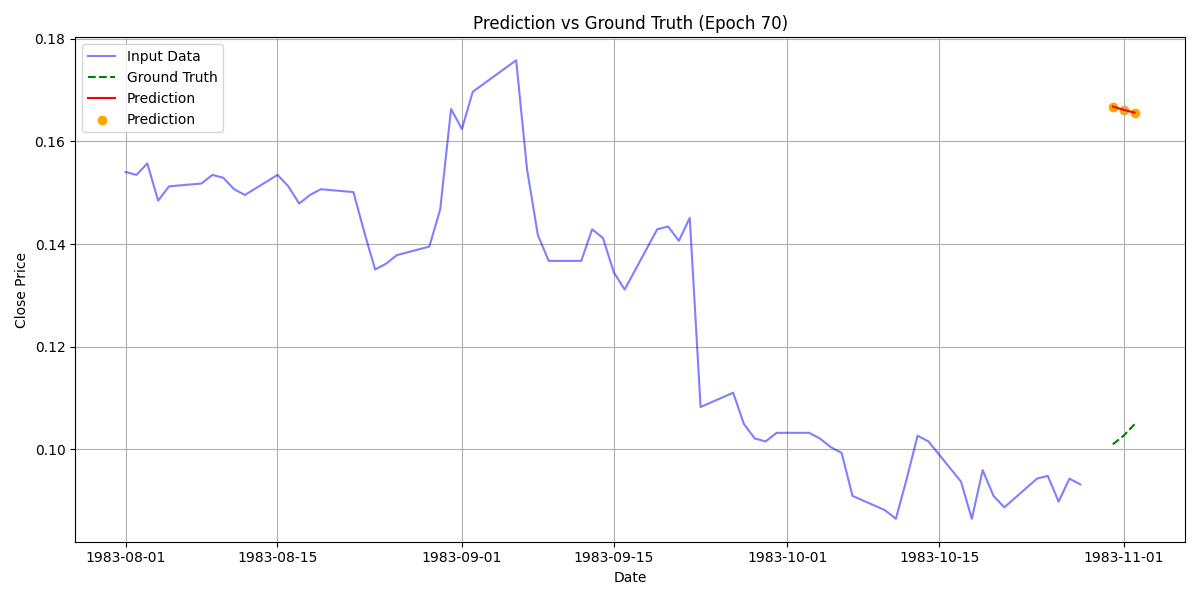 Prediction vs Ground Truth (Epoch 70)
Input Data
Ground Truth
Prediction
Prediction
0.18
0.16
0.14
0.12
0.10
Close Price
1983-08-01
1983-08-15
1983-09-01
1983-09-15
1983-10-01
1983-10-15
1983-11-01
Date